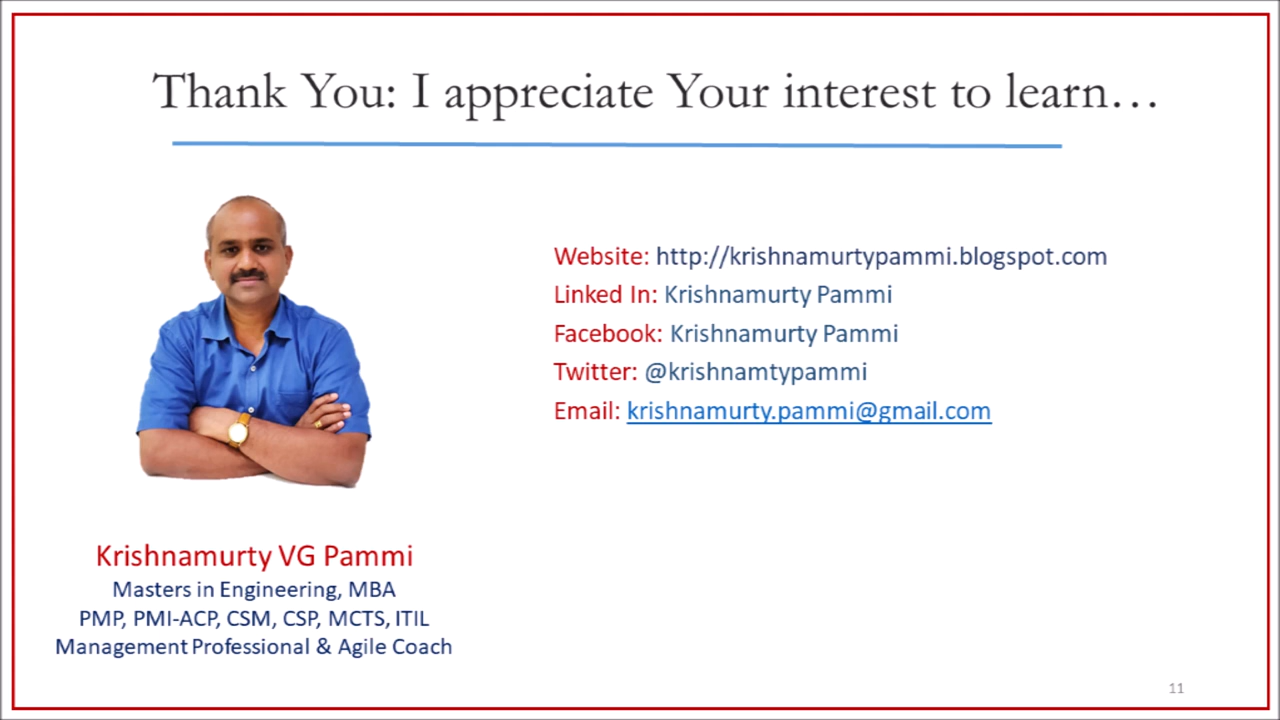 Thank You: I appreciate Your interest to learn…
Website: http://krishnamurtypammi.blogspot.com
Linked In: Krishnamurty Pammi
Facebook: Krishnamurty Pammi
Twitter: @krishnamtypammi
Email: krishnamurty.pammi@gmail.com
Krishnamurty VG Pammi
Masters in Engineering, MBA
PMP, PMI-ACP, CSM, CSP, MCTS, ITIL
Management Professional & Agile Coach
11